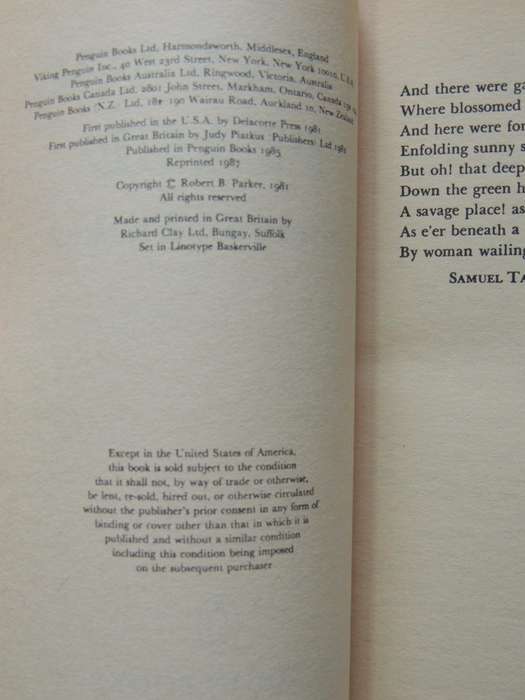 Penguin Books Ltd, Harmondsworth, Middlesex, England
Viking Penguin Inc., 40 West 23rd Street, New York, New York 10010, U.S.A.
Penguin Books Australia Ltd, Ringwood, Victoria, Australia
Penguin Books Canada Ltd, 2801 John Street, Markham, Ontario, Canada
Penguin Books (N.Z.) Ltd, 182–190 Wairau Road, Auckland 10, New Zealand
First published in the U.S.A. by Delacorte Press 1981
First published in Great Britain by Judy Piatkus (Publishers) Ltd 1982
Published in Penguin Books 1985
Reprinted 1987
Copyright © Robert B. Parker, 1981
All rights reserved
Made and printed in Great Britain by
Richard Clay Ltd, Bungay, Suffolk
Set in Linotype Baskerville
Except in the United States of America,
this book is sold subject to the condition
that it shall not, by way of trade or otherwise,
be lent, re-sold, hired out, or otherwise circulated
without the publisher's prior consent in any form of
binding or cover other than that in which it is
published and without a similar condition
including this condition being imposed
on the subsequent purchaser
And there were ga
Where blossomed
And here were for
Enfolding sunny s
But oh! that deep
Down the green h
A savage place! as
As e'er beneath a
By woman wailing
SAMUEL TA